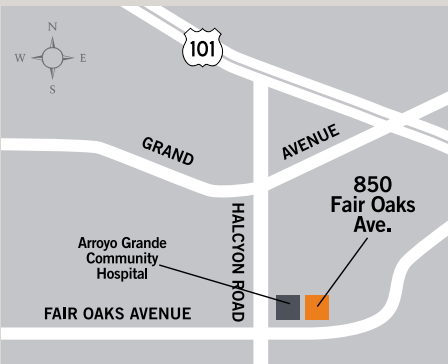 N
W E
S
101
GRAND
AVENUE
850
Fair Oaks
Ave.
HALCYON ROAD
Arroyo Grande
Community
Hospital
FAIR OAKS AVENUE